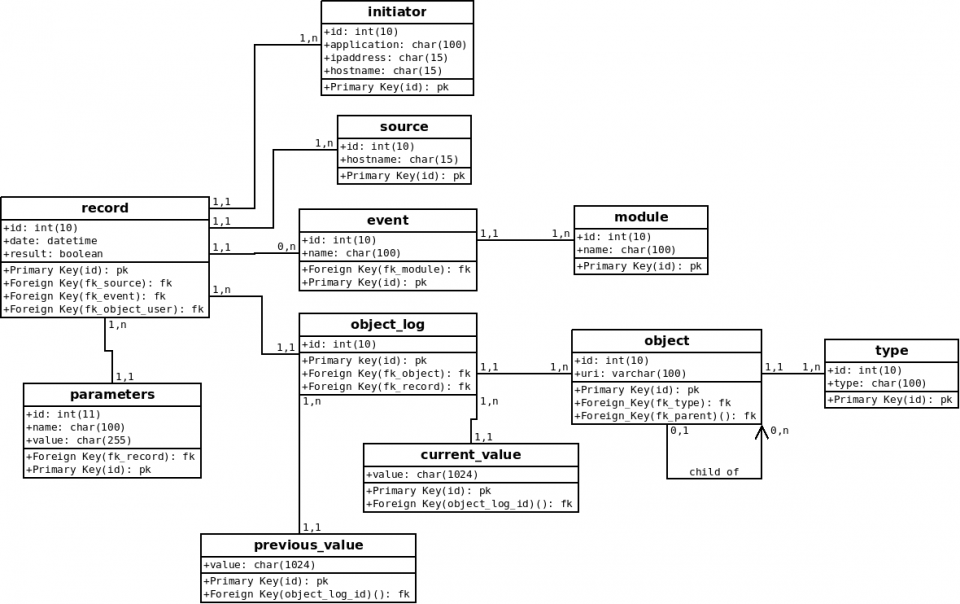 initiator
+id: int(10)
+application: char(100)
+ipaddress: char(15)
+hostname: char(15)
+Primary Key(id): pk
1,n
source
+id: int(10)
+hostname: char(15)
+Primary Key(id): pk
1,n
record
+id: int(10)
+date: datetime
+result: boolean
+Primary Key(id): pk
+Foreign Key(fk_source): fk
+Foreign Key(fk_event): fk
+Foreign Key(fk_object_user): fk
1,1
1,1
1,1
1,n
1,n
0,n
event
+id: int(10)
+name: char(100)
+Foreign Key(fk_module): fk
+Primary Key(id): pk
1,1
1,n
module
+id: int(10)
+name: char(100)
+Primary Key(id): pk
1,1
object_log
+id: int(10)
+Primary key(id): pk
+Foreign Key(fk_object): fk
+Foreign Key(fk_record): fk
1,1
1,n
1,n
1,n
object
+id: int(10)
+uri: varchar(100)
+Primary Key(id): pk
+Foreign_Key(fk_type): fk
+Foreign_Key(fk_parent)(): fk
1,1
1,n
0,1
0,n
child of
type
+id: int(10)
+type: char(100)
+Primary Key(id): pk
1,1
parameters
+id: int(11)
+name: char(100)
+value: char(255)
+Foreign Key(fk_record): fk
+Primary Key(id): pk
1,1
current_value
+value: char(1024)
+Primary Key(id): pk
+Foreign Key(object_log_id)(): fk
1,1
previous_value
+value: char(1024)
+Primary Key(id): pk
+Foreign Key(object_log_id)(): fk